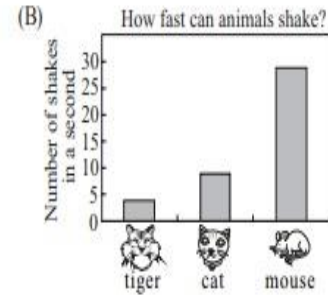 (B)
How fast can animals shake?
Number of shakes
in a second
30
25
20
15
10
5
0
tiger cat mouse